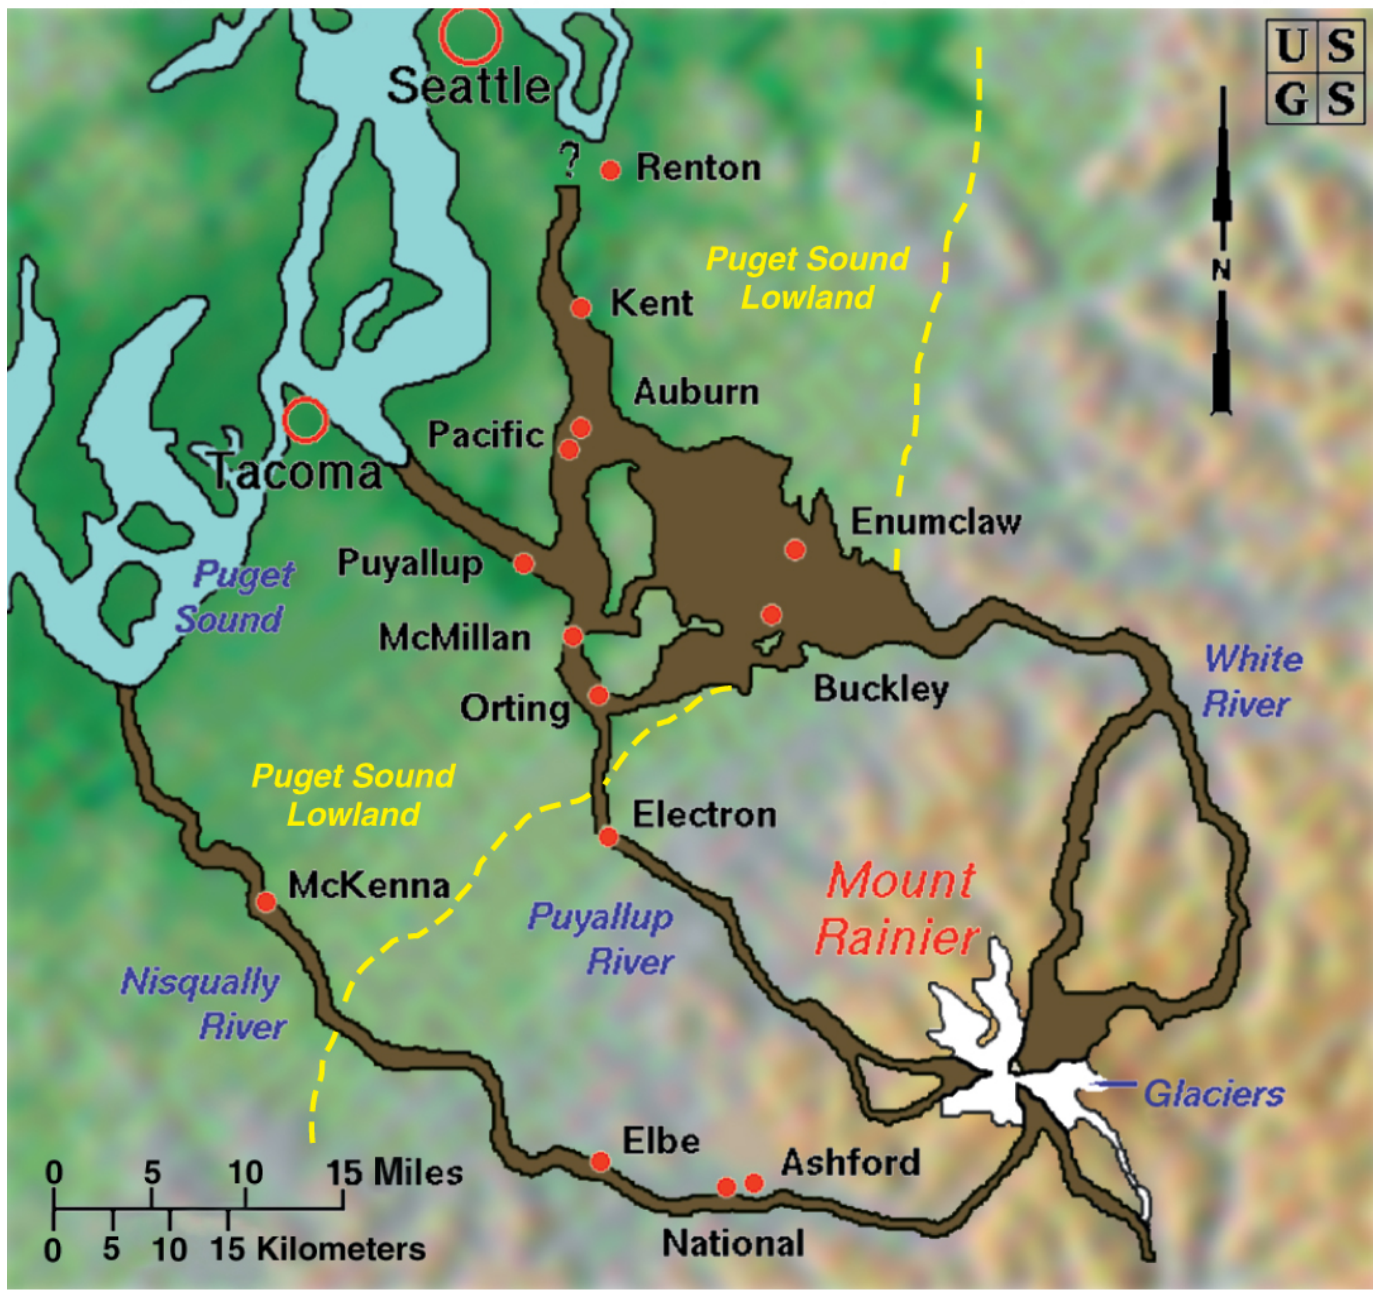 U S
G S
Seattle
?
Renton
N
Puget Sound
Lowland
Kent
Auburn
Pacific
Tacoma
Enumclaw
Puyallup
Puget
Sound
McMillan
White
River
Buckley
Orting
Puget Sound
Lowland
Electron
McKenna
Mount
Rainier
Puyallup
River
Nisqually
River
Glaciers
Elbe
Ashford
National
0 5 10 15 Miles
0 5 10 15 Kilometers